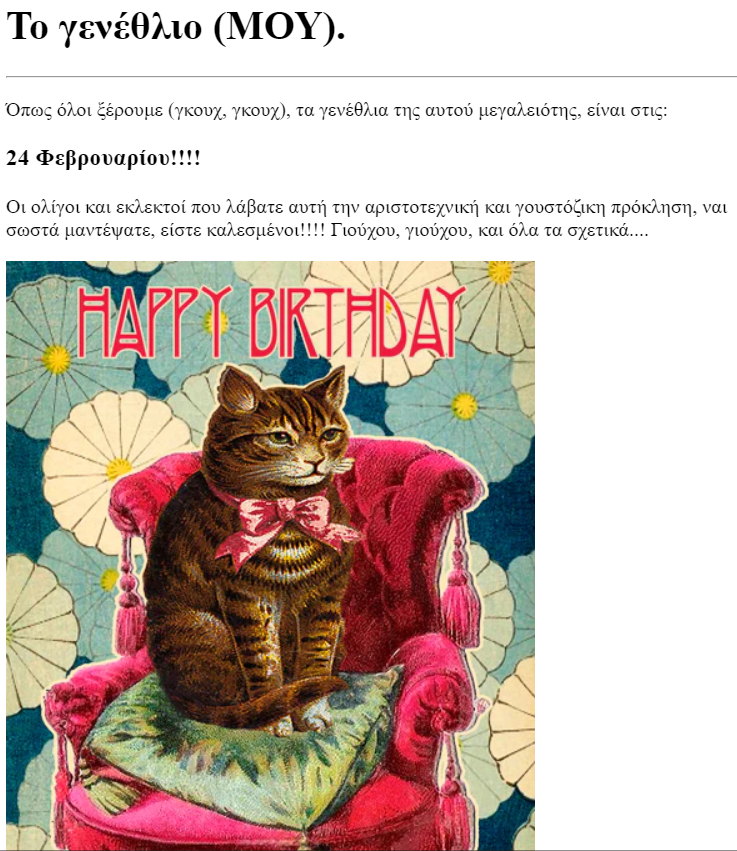 Το γενέθλιο (ΜΟΥ).
Όπως όλοι ξέρουμε (γκουχ, γκουχ), τα γενέθλια της αυτού μεγαλειότης, είναι στις:
24 Φεβρουαρίου!!!!
Οι ολίγοι και εκλεκτοί που λάβατε αυτή την αριστοτεχνική και γουστόζικη πρόκληση, ναι
σωστά μαντέψατε, είστε καλεσμένοι!!!! Γιούχου, γιούχου, και όλα τα σχετικά....
HAPPY BIRTHDAY